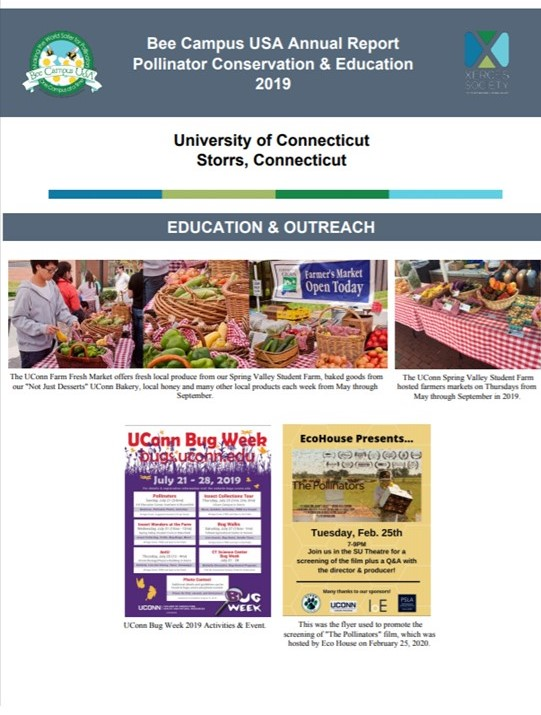 Bee Campus USA Annual Report
Pollinator Conservation & Education
2019
Bee Campus USA
XERCES
SOCIETY
University of Connecticut
Storrs, Connecticut
EDUCATION & OUTREACH
Farmer's Market
Open Today
The UConn Farm Fresh Market offers fresh local produce from our Spring Valley Student Farm, baked goods from
our "Not Just Desserts" UConn Bakery, local honey and many other local products each week from May through
September.
The UConn Spring Valley Student Farm
hosted farmers markets on Thursdays from
May through September in 2019.
UConn Bug Week
bugs.uconn.edu
July 21 - 28, 2019
Pollinators
Insect Collections Tour
Insect Wonders at the Farm
Bug Walks
Ants!
CT Science Center
Bug Week
Photo Contest
UCONN
BUG
WEEK
UConn Bug Week 2019 Activities & Event.
EcoHouse Presents...
The Pollinators
Tuesday, Feb. 25th
7-9PM
Join us in the SU Theatre for a
screening of the film plus a Q&A with
the director & producer!
Many thanks to our sponsors!
UCONN
This was the flyer used to promote the
screening of "The Pollinators" film, which was
hosted by Eco House on February 25, 2020.